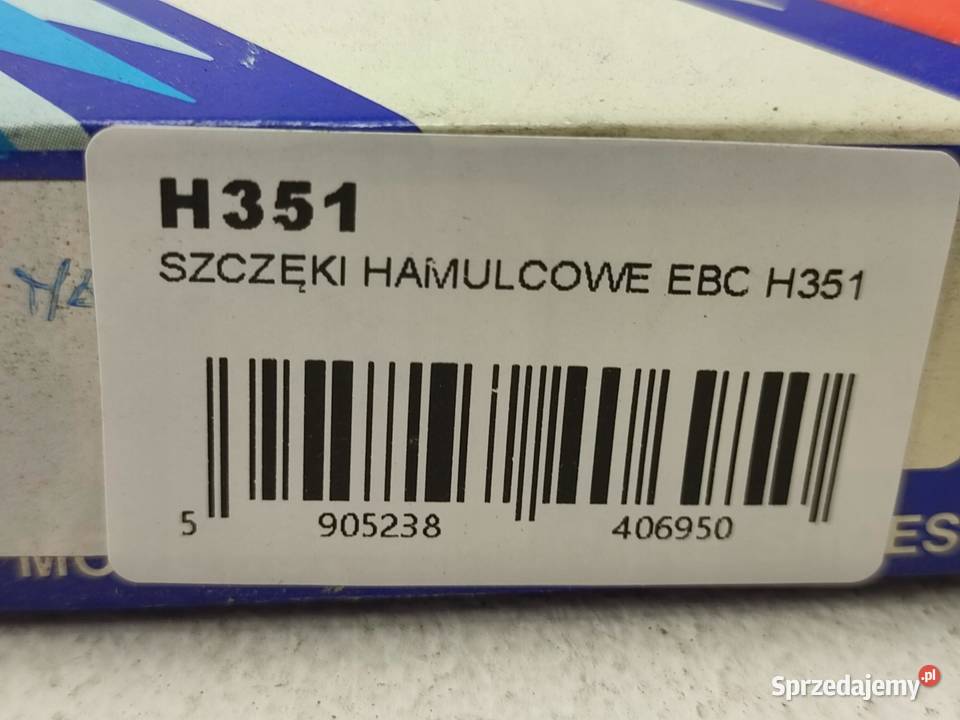 H351
SZCZĘKI HAMULCOWE EBC H351
5 905238 406950
Sprzedajemy.pl